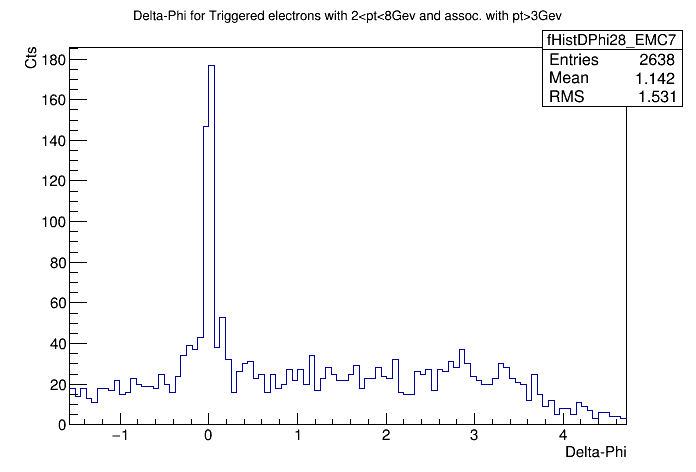 Delta-Phi for Triggered electrons with 2<pt<8Gev and assoc. with pt>3Gev
fHistDPhi28_EMC7
Entries 2638
Mean 1.142
RMS 1.531
Cts
180
160
140
120
100
80
60
40
20
0
−1 0 1 2 3 4
Delta-Phi